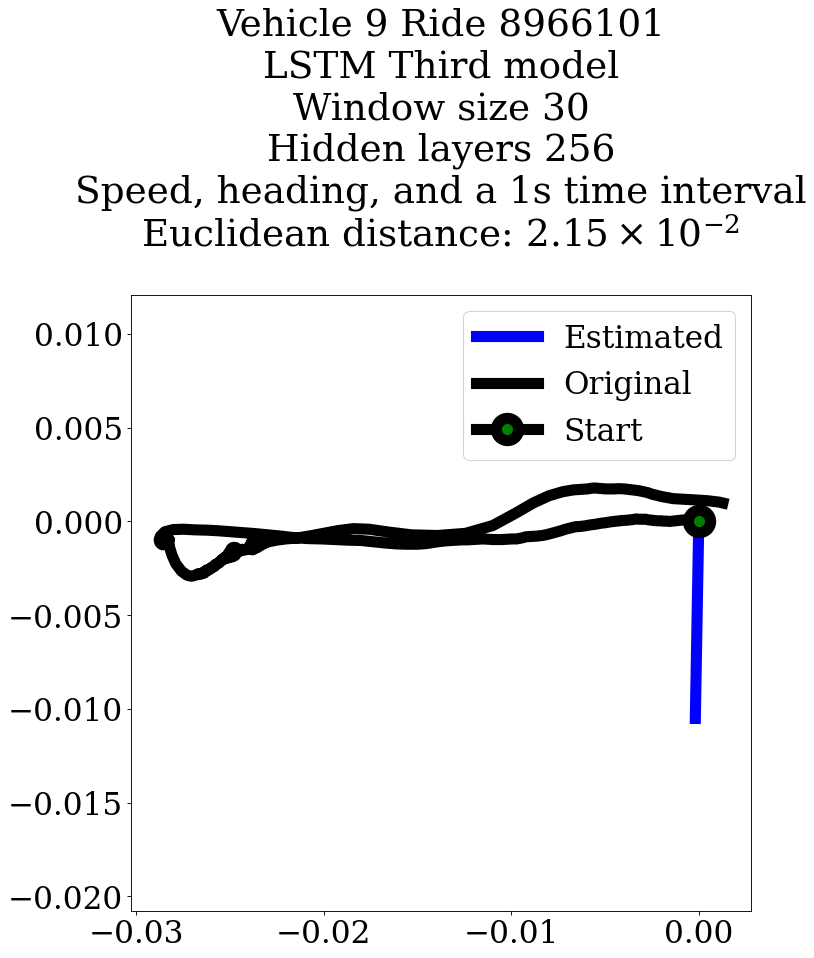 Vehicle 9 Ride 8966101
LSTM Third model
Window size 30
Hidden layers 256
Speed, heading, and a 1s time interval
Euclidean distance: 2.15 × 10⁻²
Estimated
Original
Start
0.010
0.005
0.000
−0.005
−0.010
−0.015
−0.020
−0.03 −0.02 −0.01 0.00